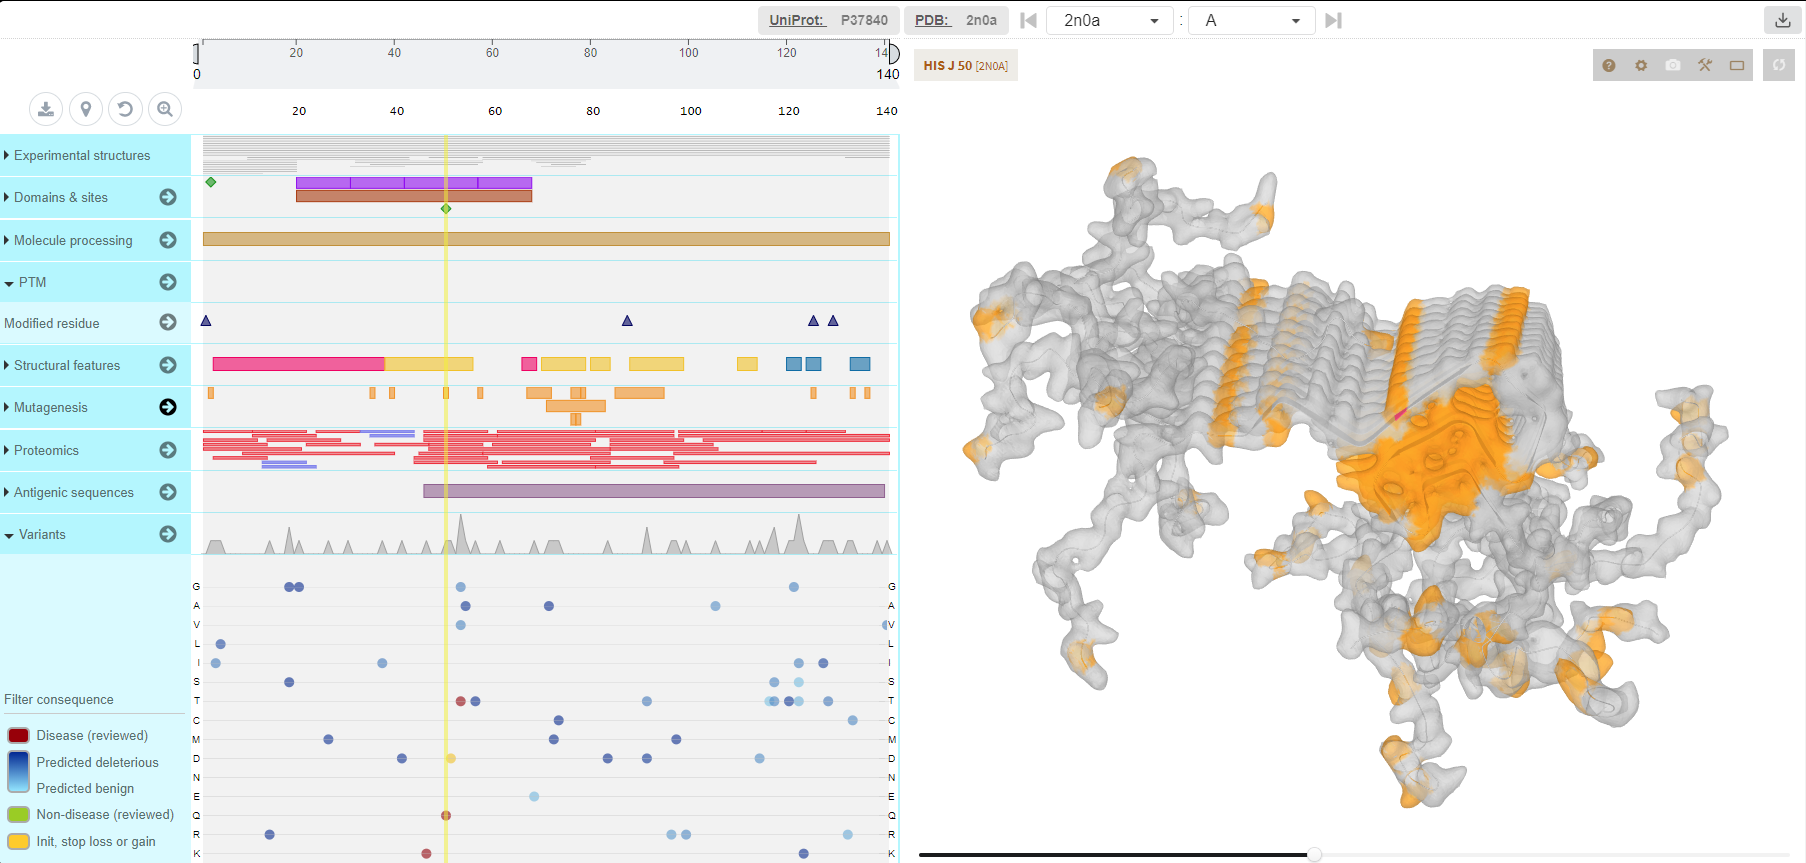 UniProt: P37840 PDB: 2n0a 2n0a : A
20 40 60 80 100 120 14
0 140
HIS J 50 [2N0A]
20 40 60 80 100 120 140
Experimental structures
Domains & sites
Molecule processing
PTM
Modified residue
Structural features
Mutagenesis
Proteomics
Antigenic sequences
Variants
G G
A A
V V
L L
I I
S S
T T
C C
M M
D D
N N
E E
Q Q
R R
K K
Filter consequence
Disease (reviewed)
Predicted deleterious
Predicted benign
Non-disease (reviewed)
Init, stop loss or gain